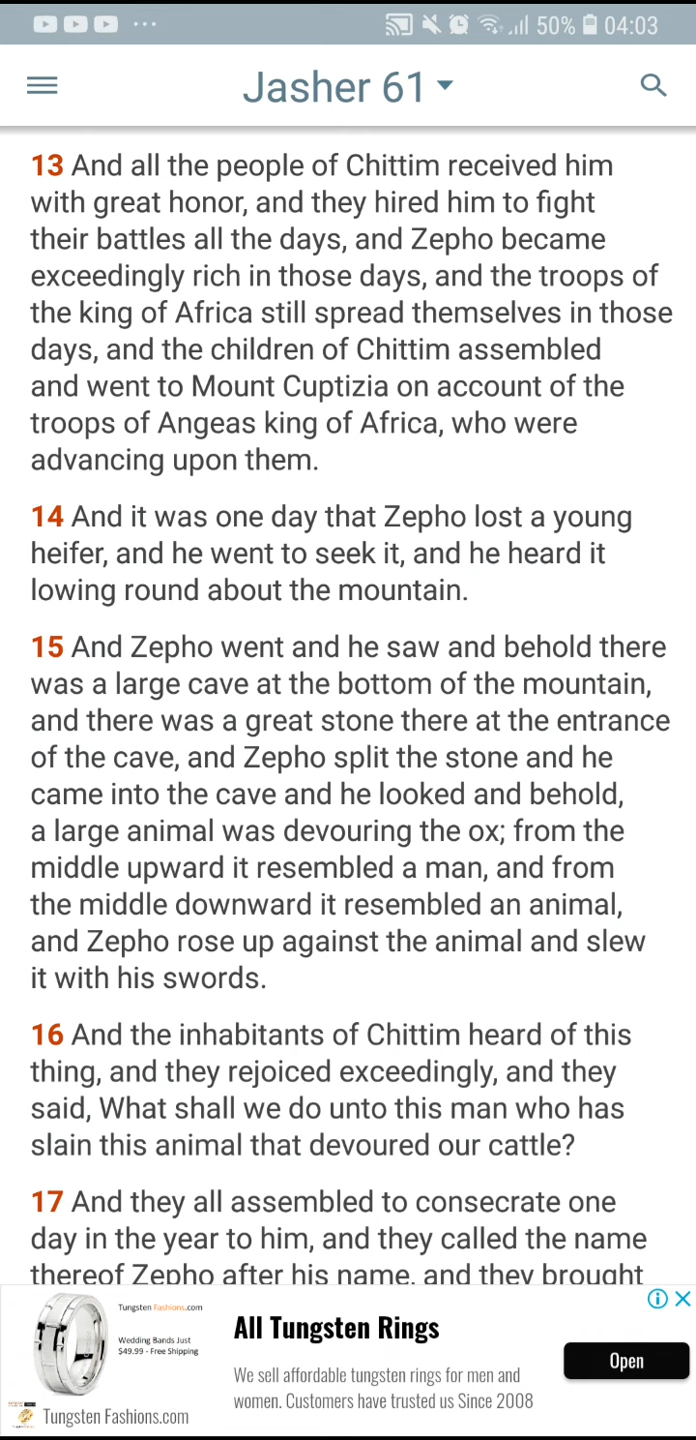 50% 04:03
Jasher 61
13 And all the people of Chittim received him
with great honor, and they hired him to fight
their battles all the days, and Zepho became
exceedingly rich in those days, and the troops of
the king of Africa still spread themselves in those
days, and the children of Chittim assembled
and went to Mount Cuptizia on account of the
troops of Angeas king of Africa, who were
advancing upon them.
14 And it was one day that Zepho lost a young
heifer, and he went to seek it, and he heard it
lowing round about the mountain.
15 And Zepho went and he saw and behold there
was a large cave at the bottom of the mountain,
and there was a great stone there at the entrance
of the cave, and Zepho split the stone and he
came into the cave and he looked and behold,
a large animal was devouring the ox; from the
middle upward it resembled a man, and from
the middle downward it resembled an animal,
and Zepho rose up against the animal and slew
it with his swords.
16 And the inhabitants of Chittim heard of this
thing, and they rejoiced exceedingly, and they
said, What shall we do unto this man who has
slain this animal that devoured our cattle?
17 And they all assembled to consecrate one
day in the year to him, and they called the name
thereof Zepho after his name, and they brought
Tungsten Fashions.com
Wedding Bands Just
$49.99 - Free Shipping
Tungsten Fashions.com
All Tungsten Rings
We sell affordable tungsten rings for men and
women. Customers have trusted us Since 2008
Open